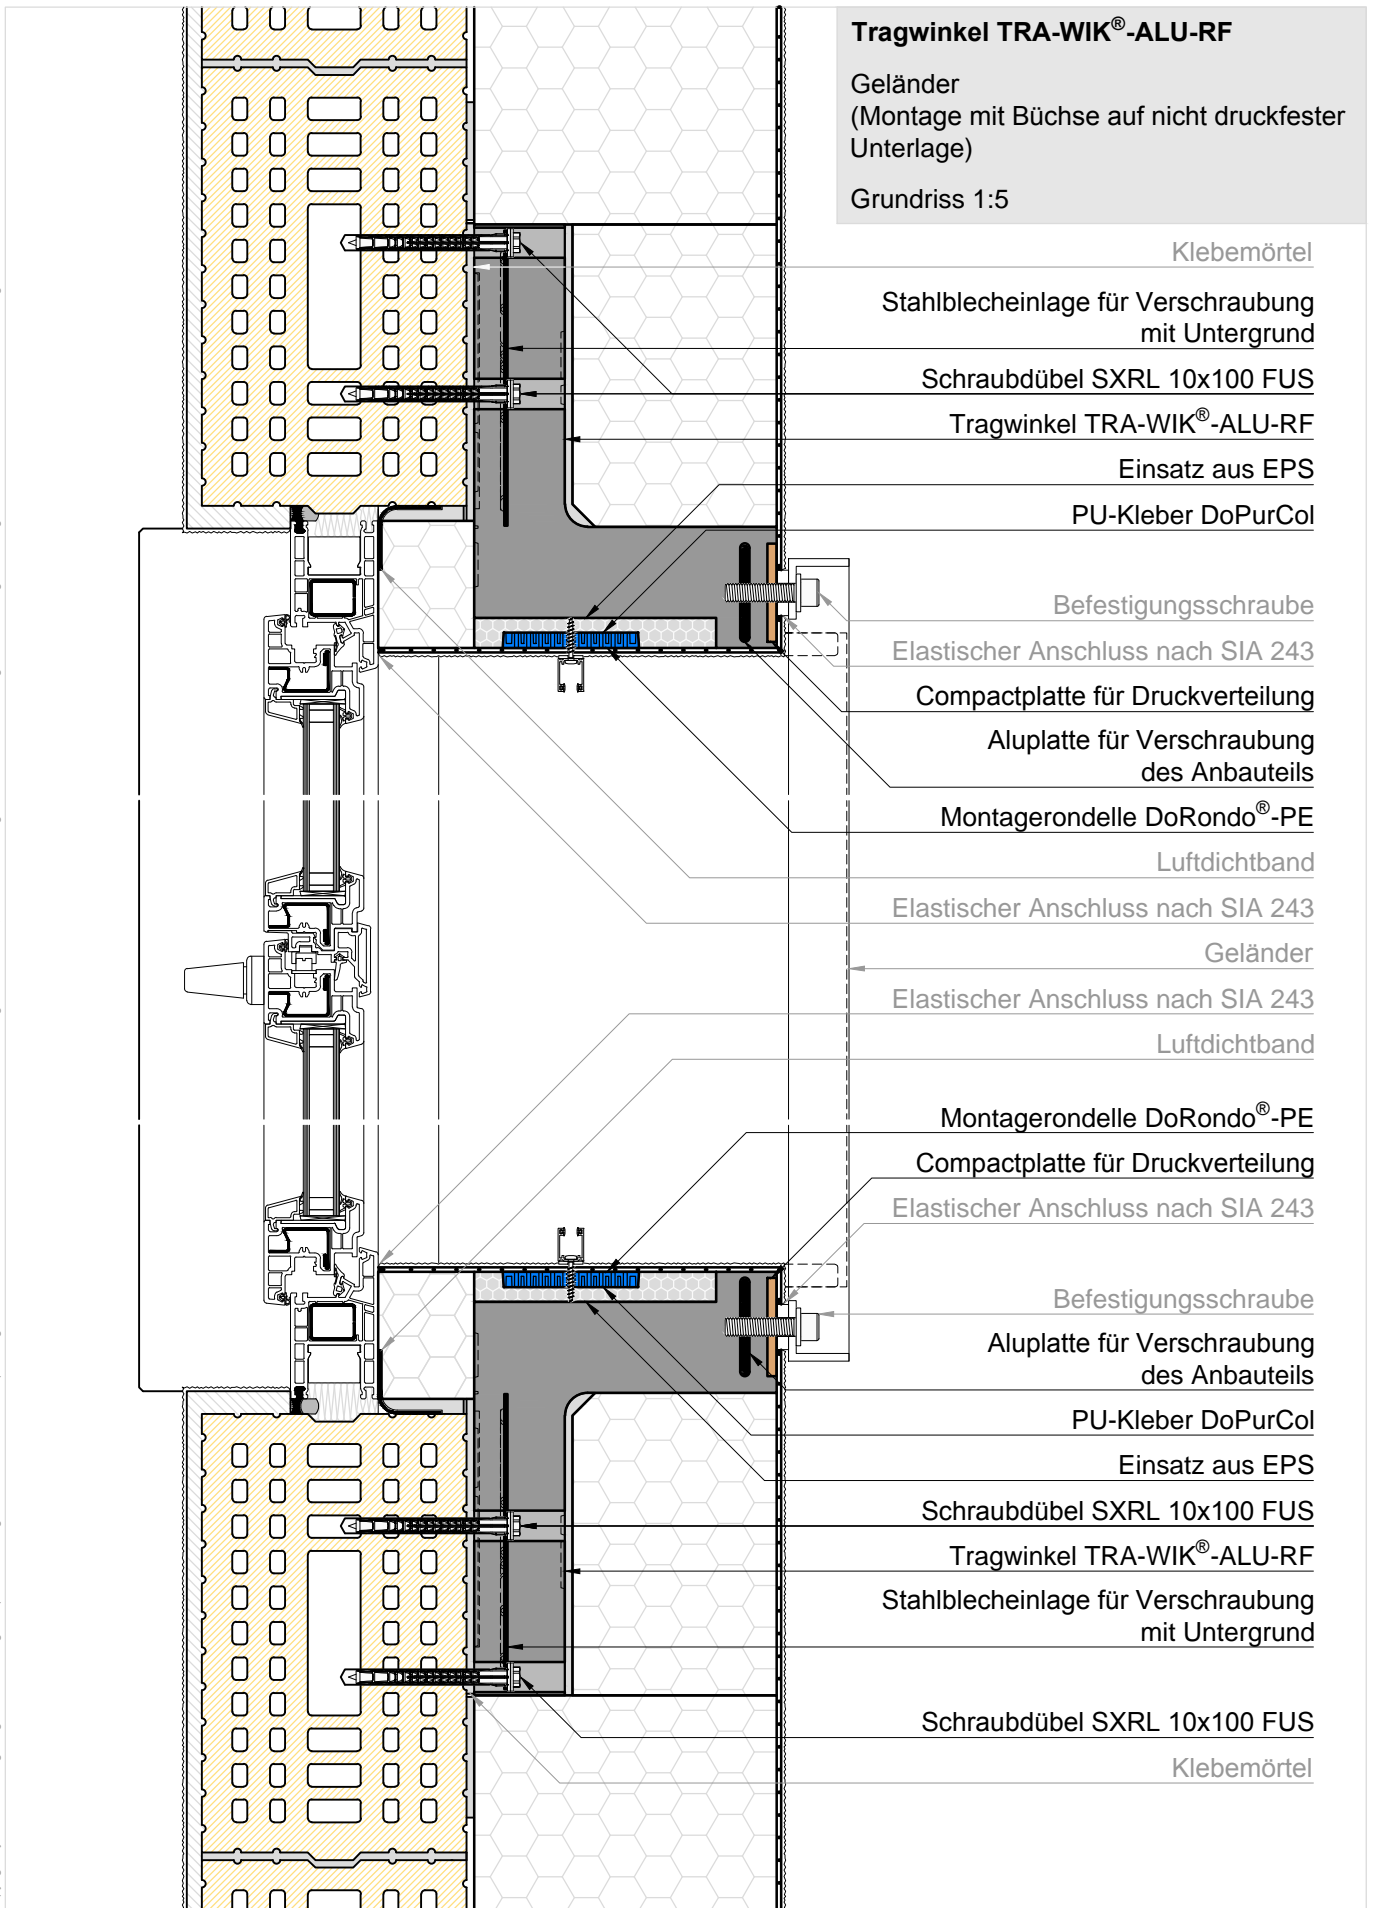 Tragwinkel TRA-WIK®-ALU-RF
Geländer
(Montage mit Büchse auf nicht druckfester
Unterlage)
Grundriss 1:5
Klebemörtel
Stahlblecheinlage für Verschraubung
mit Untergrund
Schraubdübel SXRL 10x100 FUS
Tragwinkel TRA-WIK®-ALU-RF
Einsatz aus EPS
PU-Kleber DoPurCol
Befestigungsschraube
Elastischer Anschluss nach SIA 243
Compactplatte für Druckverteilung
Aluplatte für Verschraubung
des Anbauteils
Montagerondelle DoRondo®-PE
Luftdichtband
Elastischer Anschluss nach SIA 243
Geländer
Elastischer Anschluss nach SIA 243
Luftdichtband
Montagerondelle DoRondo®-PE
Compactplatte für Druckverteilung
Elastischer Anschluss nach SIA 243
Befestigungsschraube
Aluplatte für Verschraubung
des Anbauteils
PU-Kleber DoPurCol
Einsatz aus EPS
Schraubdübel SXRL 10x100 FUS
Tragwinkel TRA-WIK®-ALU-RF
Stahlblecheinlage für Verschraubung
mit Untergrund
Schraubdübel SXRL 10x100 FUS
Klebemörtel